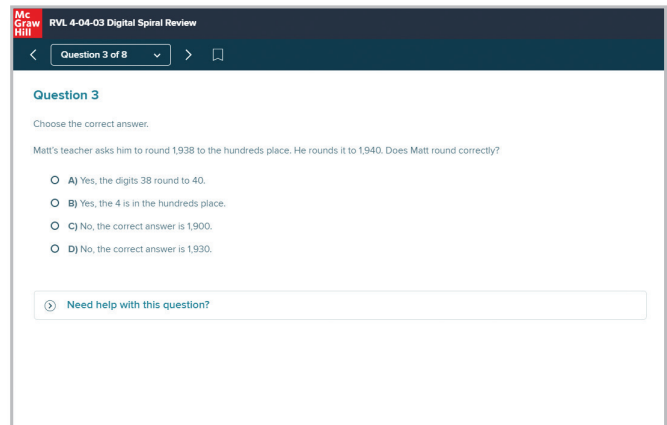 Mc
Graw
Hill
RVL 4-04-03 Digital Spiral Review
Question 3 of 8
Question 3
Choose the correct answer.
Matt's teacher asks him to round 1,938 to the hundreds place. He rounds it to 1,940. Does Matt round correctly?
A) Yes, the digits 38 round to 40.
B) Yes, the 4 is in the hundreds place.
C) No, the correct answer is 1,900.
D) No, the correct answer is 1,930.
Need help with this question?